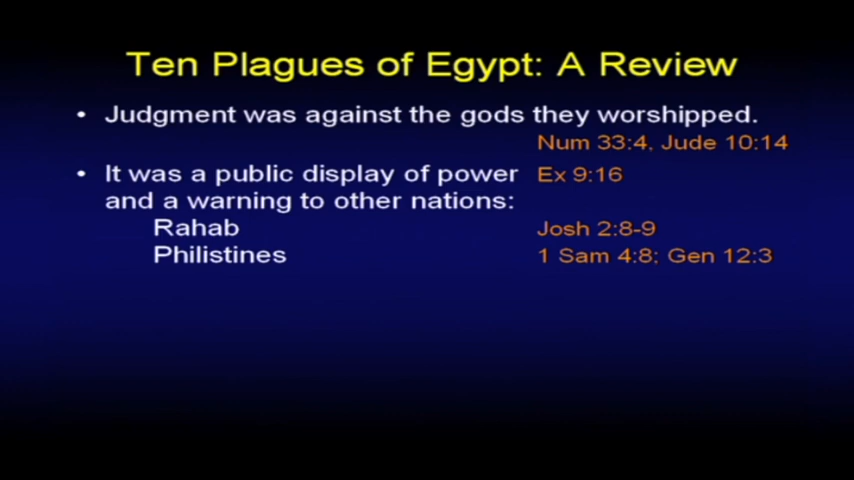 Ten Plagues of Egypt: A Review
• Judgment was against the gods they worshipped.
Num 33:4, Jude 10:14
• It was a public display of power Ex 9:16
and a warning to other nations:
Rahab Josh 2:8-9
Philistines 1 Sam 4:8; Gen 12:3